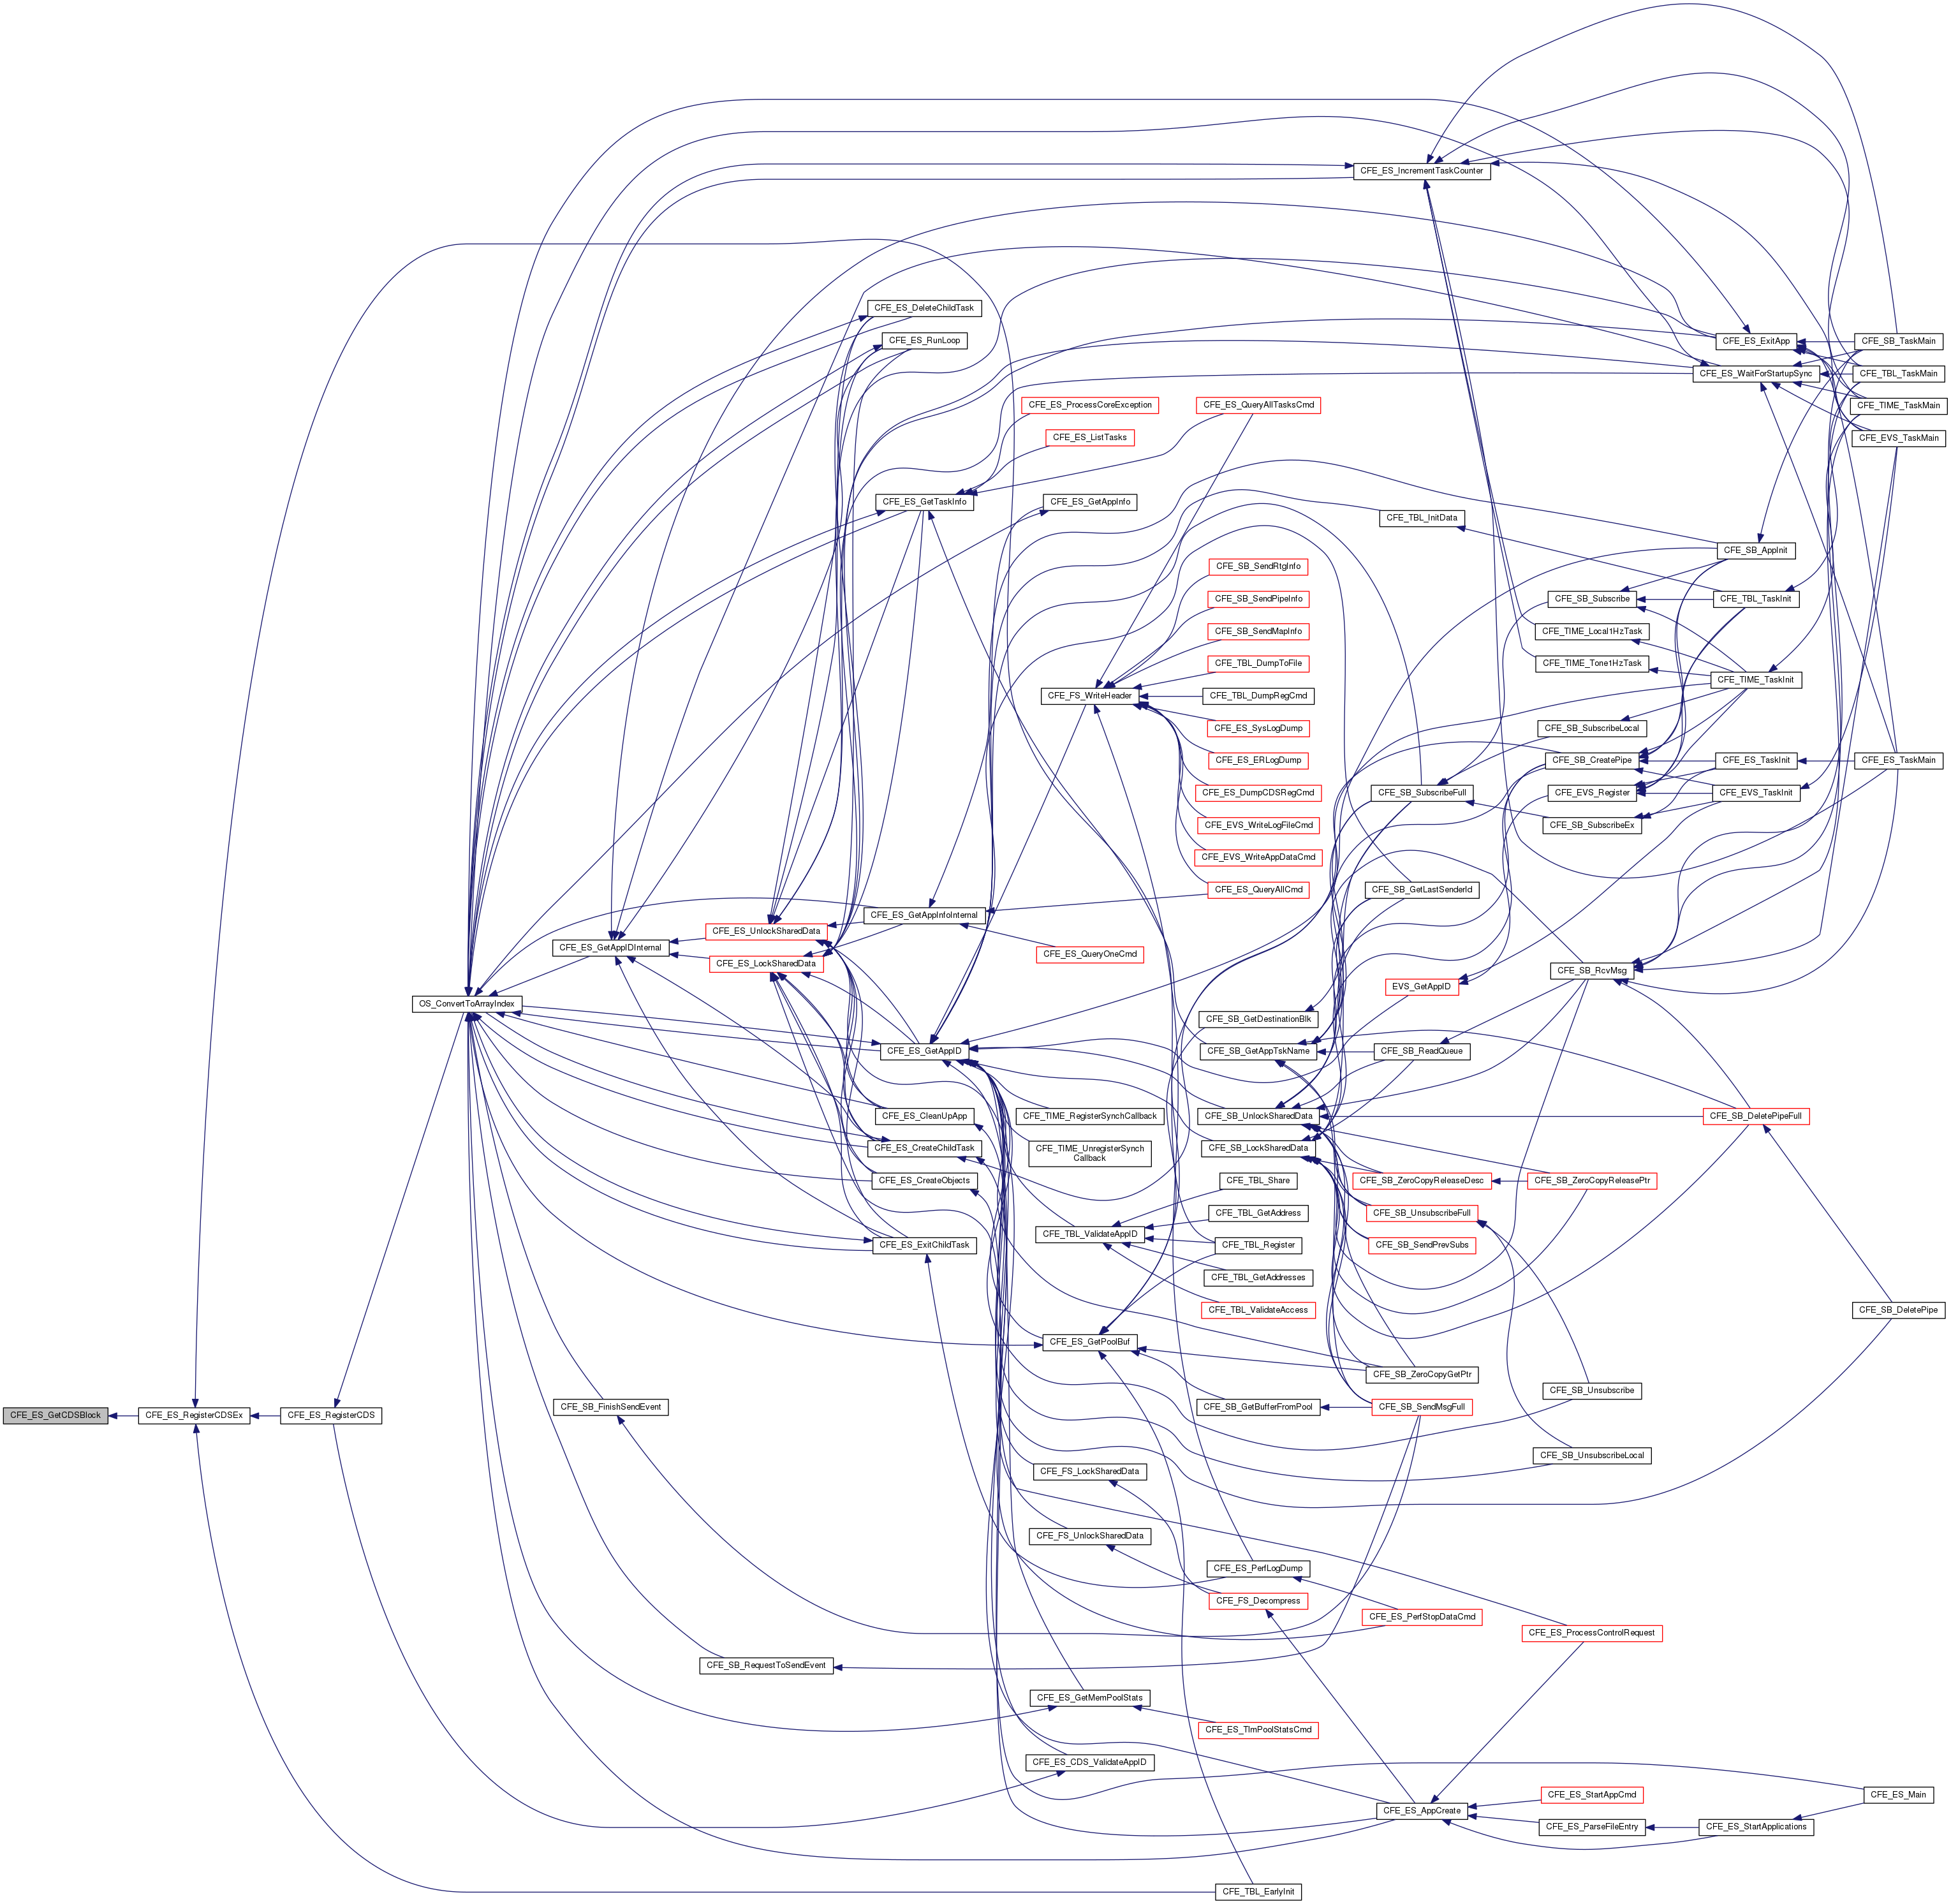 CFE_ES_GetCDSBlock
CFE_ES_RegisterCDSEx
CFE_ES_RegisterCDS
OS_ConvertToArrayIndex
CFE_ES_GetAppIDInternal
CFE_SB_FinishSendEvent
CFE_SB_RequestToSendEvent
CFE_ES_UnlockSharedData
CFE_ES_LockSharedData
CFE_ES_DeleteChildTask
CFE_ES_RunLoop
CFE_ES_GetTaskInfo
CFE_ES_GetAppInfoInternal
CFE_ES_GetAppID
CFE_ES_CleanUpApp
CFE_ES_CreateChildTask
CFE_ES_CreateObjects
CFE_ES_ExitChildTask
CFE_ES_ProcessCoreException
CFE_ES_ListTasks
CFE_ES_GetAppInfo
CFE_FS_WriteHeader
CFE_ES_QueryOneCmd
CFE_TIME_RegisterSynchCallback
CFE_TIME_UnregisterSynch
Callback
CFE_TBL_ValidateAppID
CFE_ES_GetPoolBuf
CFE_FS_LockSharedData
CFE_FS_UnlockSharedData
CFE_ES_GetMemPoolStats
CFE_ES_CDS_ValidateAppID
CFE_ES_QueryAllTasksCmd
CFE_SB_SendRtgInfo
CFE_SB_SendPipeInfo
CFE_SB_SendMapInfo
CFE_TBL_DumpToFile
CFE_TBL_DumpRegCmd
CFE_ES_SysLogDump
CFE_ES_ERLogDump
CFE_ES_DumpCDSRegCmd
CFE_EVS_WriteLogFileCmd
CFE_EVS_WriteAppDataCmd
CFE_ES_QueryAllCmd
CFE_SB_GetDestinationBlk
CFE_SB_GetAppTskName
CFE_SB_UnlockSharedData
CFE_SB_LockSharedData
CFE_TBL_Share
CFE_TBL_GetAddress
CFE_TBL_Register
CFE_TBL_GetAddresses
CFE_TBL_ValidateAccess
CFE_SB_GetBufferFromPool
CFE_ES_PerfLogDump
CFE_FS_Decompress
CFE_ES_TlmPoolStatsCmd
CFE_TBL_EarlyInit
CFE_TBL_InitData
CFE_SB_SubscribeFull
CFE_SB_GetLastSenderId
EVS_GetAppID
CFE_SB_ReadQueue
CFE_SB_ZeroCopyReleaseDesc
CFE_SB_UnsubscribeFull
CFE_SB_SendPrevSubs
CFE_SB_ZeroCopyGetPtr
CFE_SB_SendMsgFull
CFE_ES_PerfStopDataCmd
CFE_ES_AppCreate
CFE_ES_IncrementTaskCounter
CFE_SB_Subscribe
CFE_TIME_Local1HzTask
CFE_TIME_Tone1HzTask
CFE_SB_SubscribeLocal
CFE_SB_CreatePipe
CFE_EVS_Register
CFE_SB_SubscribeEx
CFE_SB_RcvMsg
CFE_SB_ZeroCopyReleasePtr
CFE_SB_Unsubscribe
CFE_SB_UnsubscribeLocal
CFE_ES_ProcessControlRequest
CFE_ES_StartAppCmd
CFE_ES_ParseFileEntry
CFE_ES_ExitApp
CFE_ES_WaitForStartupSync
CFE_SB_AppInit
CFE_TBL_TaskInit
CFE_TIME_TaskInit
CFE_ES_TaskInit
CFE_EVS_TaskInit
CFE_SB_DeletePipeFull
CFE_ES_StartApplications
CFE_SB_TaskMain
CFE_TBL_TaskMain
CFE_TIME_TaskMain
CFE_EVS_TaskMain
CFE_ES_TaskMain
CFE_SB_DeletePipe
CFE_ES_Main